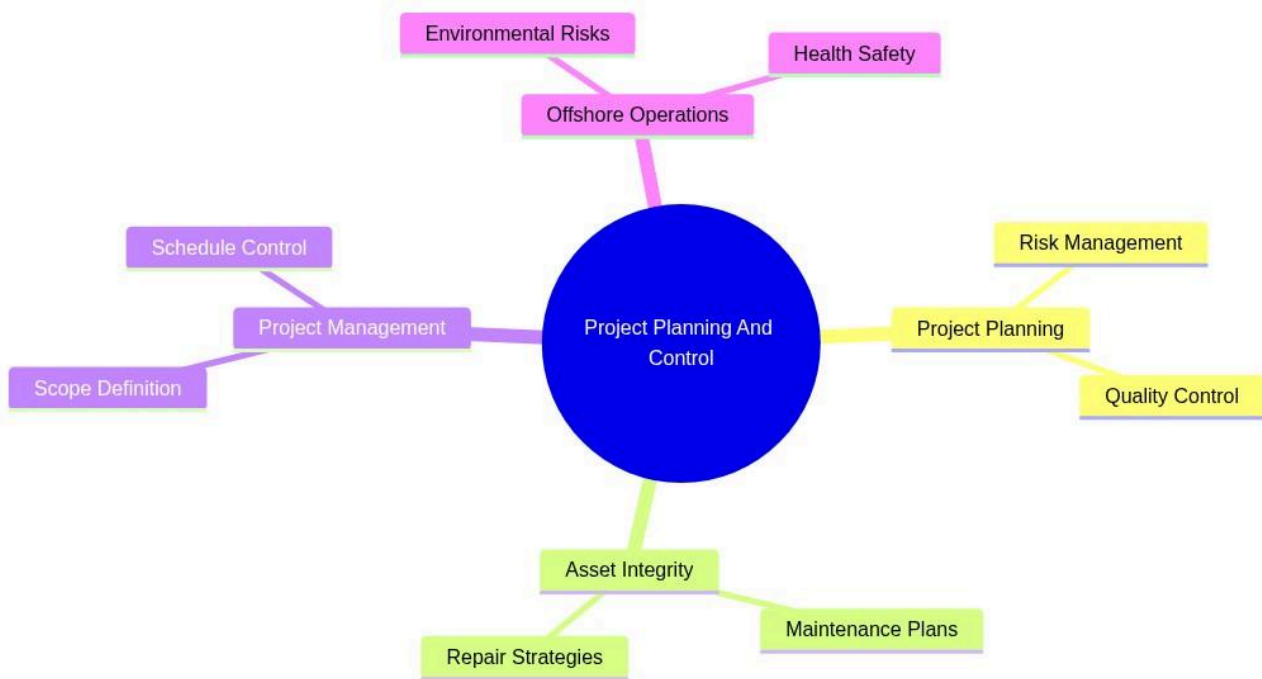 Environmental Risks
Health Safety
Offshore Operations
Schedule Control
Risk Management
Project Management
Project Planning And
Control
Project Planning
Scope Definition
Quality Control
Asset Integrity
Maintenance Plans
Repair Strategies